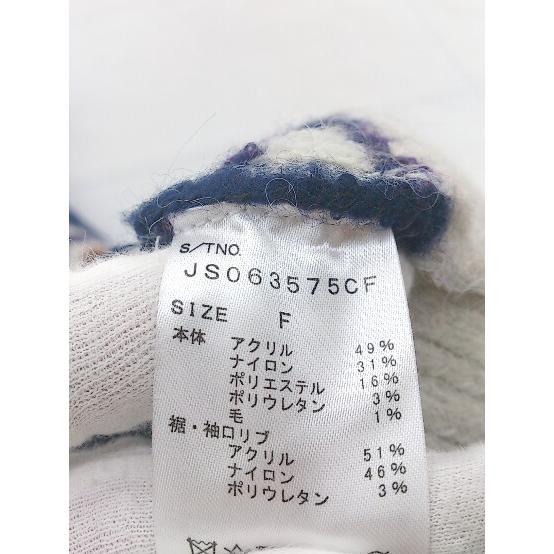 S/TNO.
JS063575CF
SIZE F
本体 アクリル 49%
ナイロン 31%
ポリエステル 16%
ポリウレタン 3%
毛 1%
裾・袖口リブ
アクリル 51%
ナイロン 46%
ポリウレタン 3%